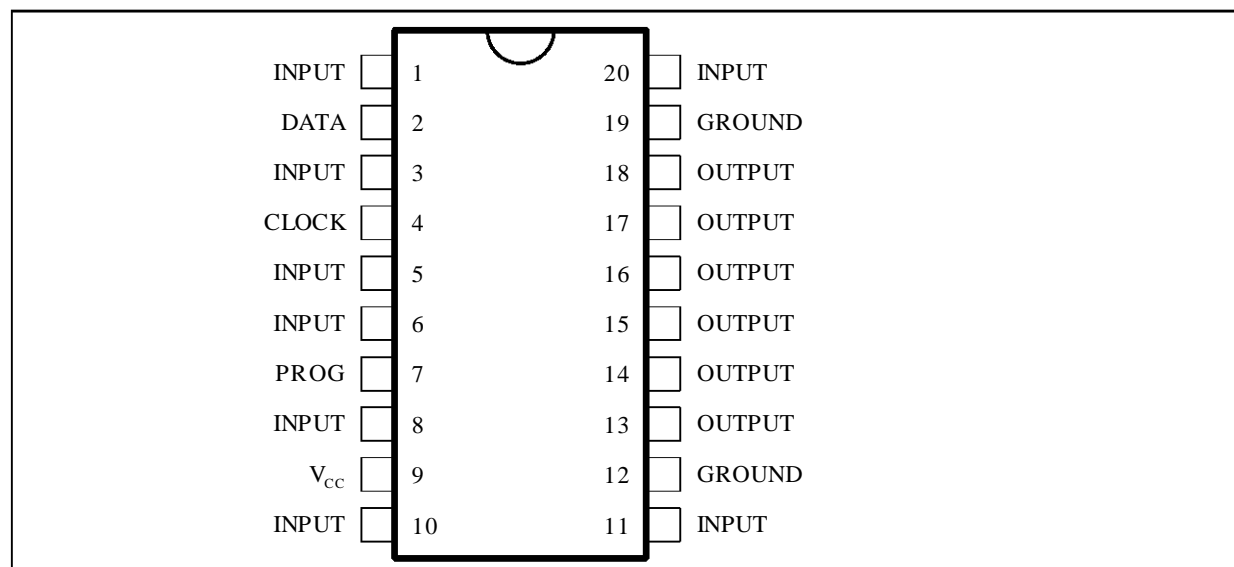 INPUT 1 20 INPUT
DATA 2 19 GROUND
INPUT 3 18 OUTPUT
CLOCK 4 17 OUTPUT
INPUT 5 16 OUTPUT
INPUT 6 15 OUTPUT
PROG 7 14 OUTPUT
INPUT 8 13 OUTPUT
VCC 9 12 GROUND
INPUT 10 11 INPUT